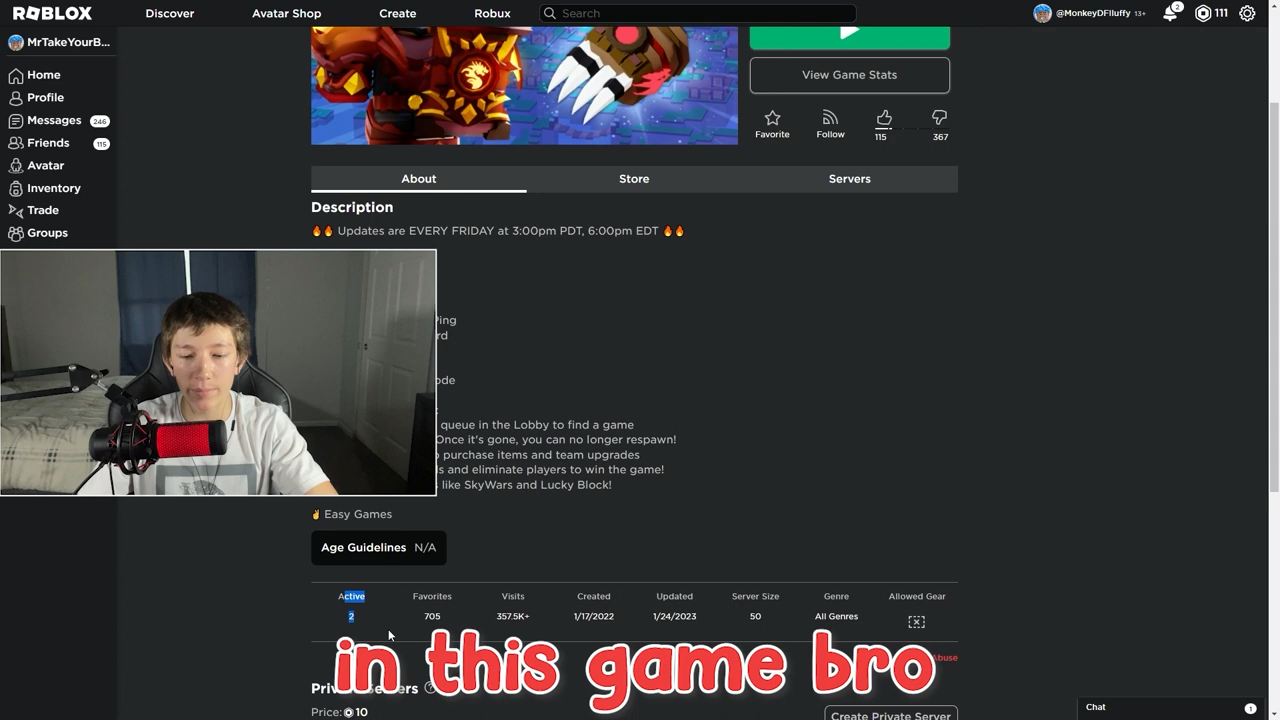 ROBLOX Discover Avatar Shop Create Robux Search @MonkeyDFluffy 13+ 2 111
MrTakeYourB...
Home
Profile
Messages 246
Friends 115
Avatar
Inventory
Trade
Groups
View Game Stats
Favorite Follow 115 367
About Store Servers
Description
🔥🔥 Updates are EVERY FRIDAY at 3:00pm PDT, 6:00pm EDT 🔥🔥
Ping
rd
ode
queue in the Lobby to find a game
Once it's gone, you can no longer respawn!
purchase items and team upgrades
s and eliminate players to win the game!
like SkyWars and Lucky Block!
✌ Easy Games
Age Guidelines N/A
Active Favorites Visits Created Updated Server Size Genre Allowed Gear
2 705 357.5K+ 1/17/2022 1/24/2023 50 All Genres
in this game bro
Abuse
Private Servers
Price: 10
Create Private Server
Chat 1